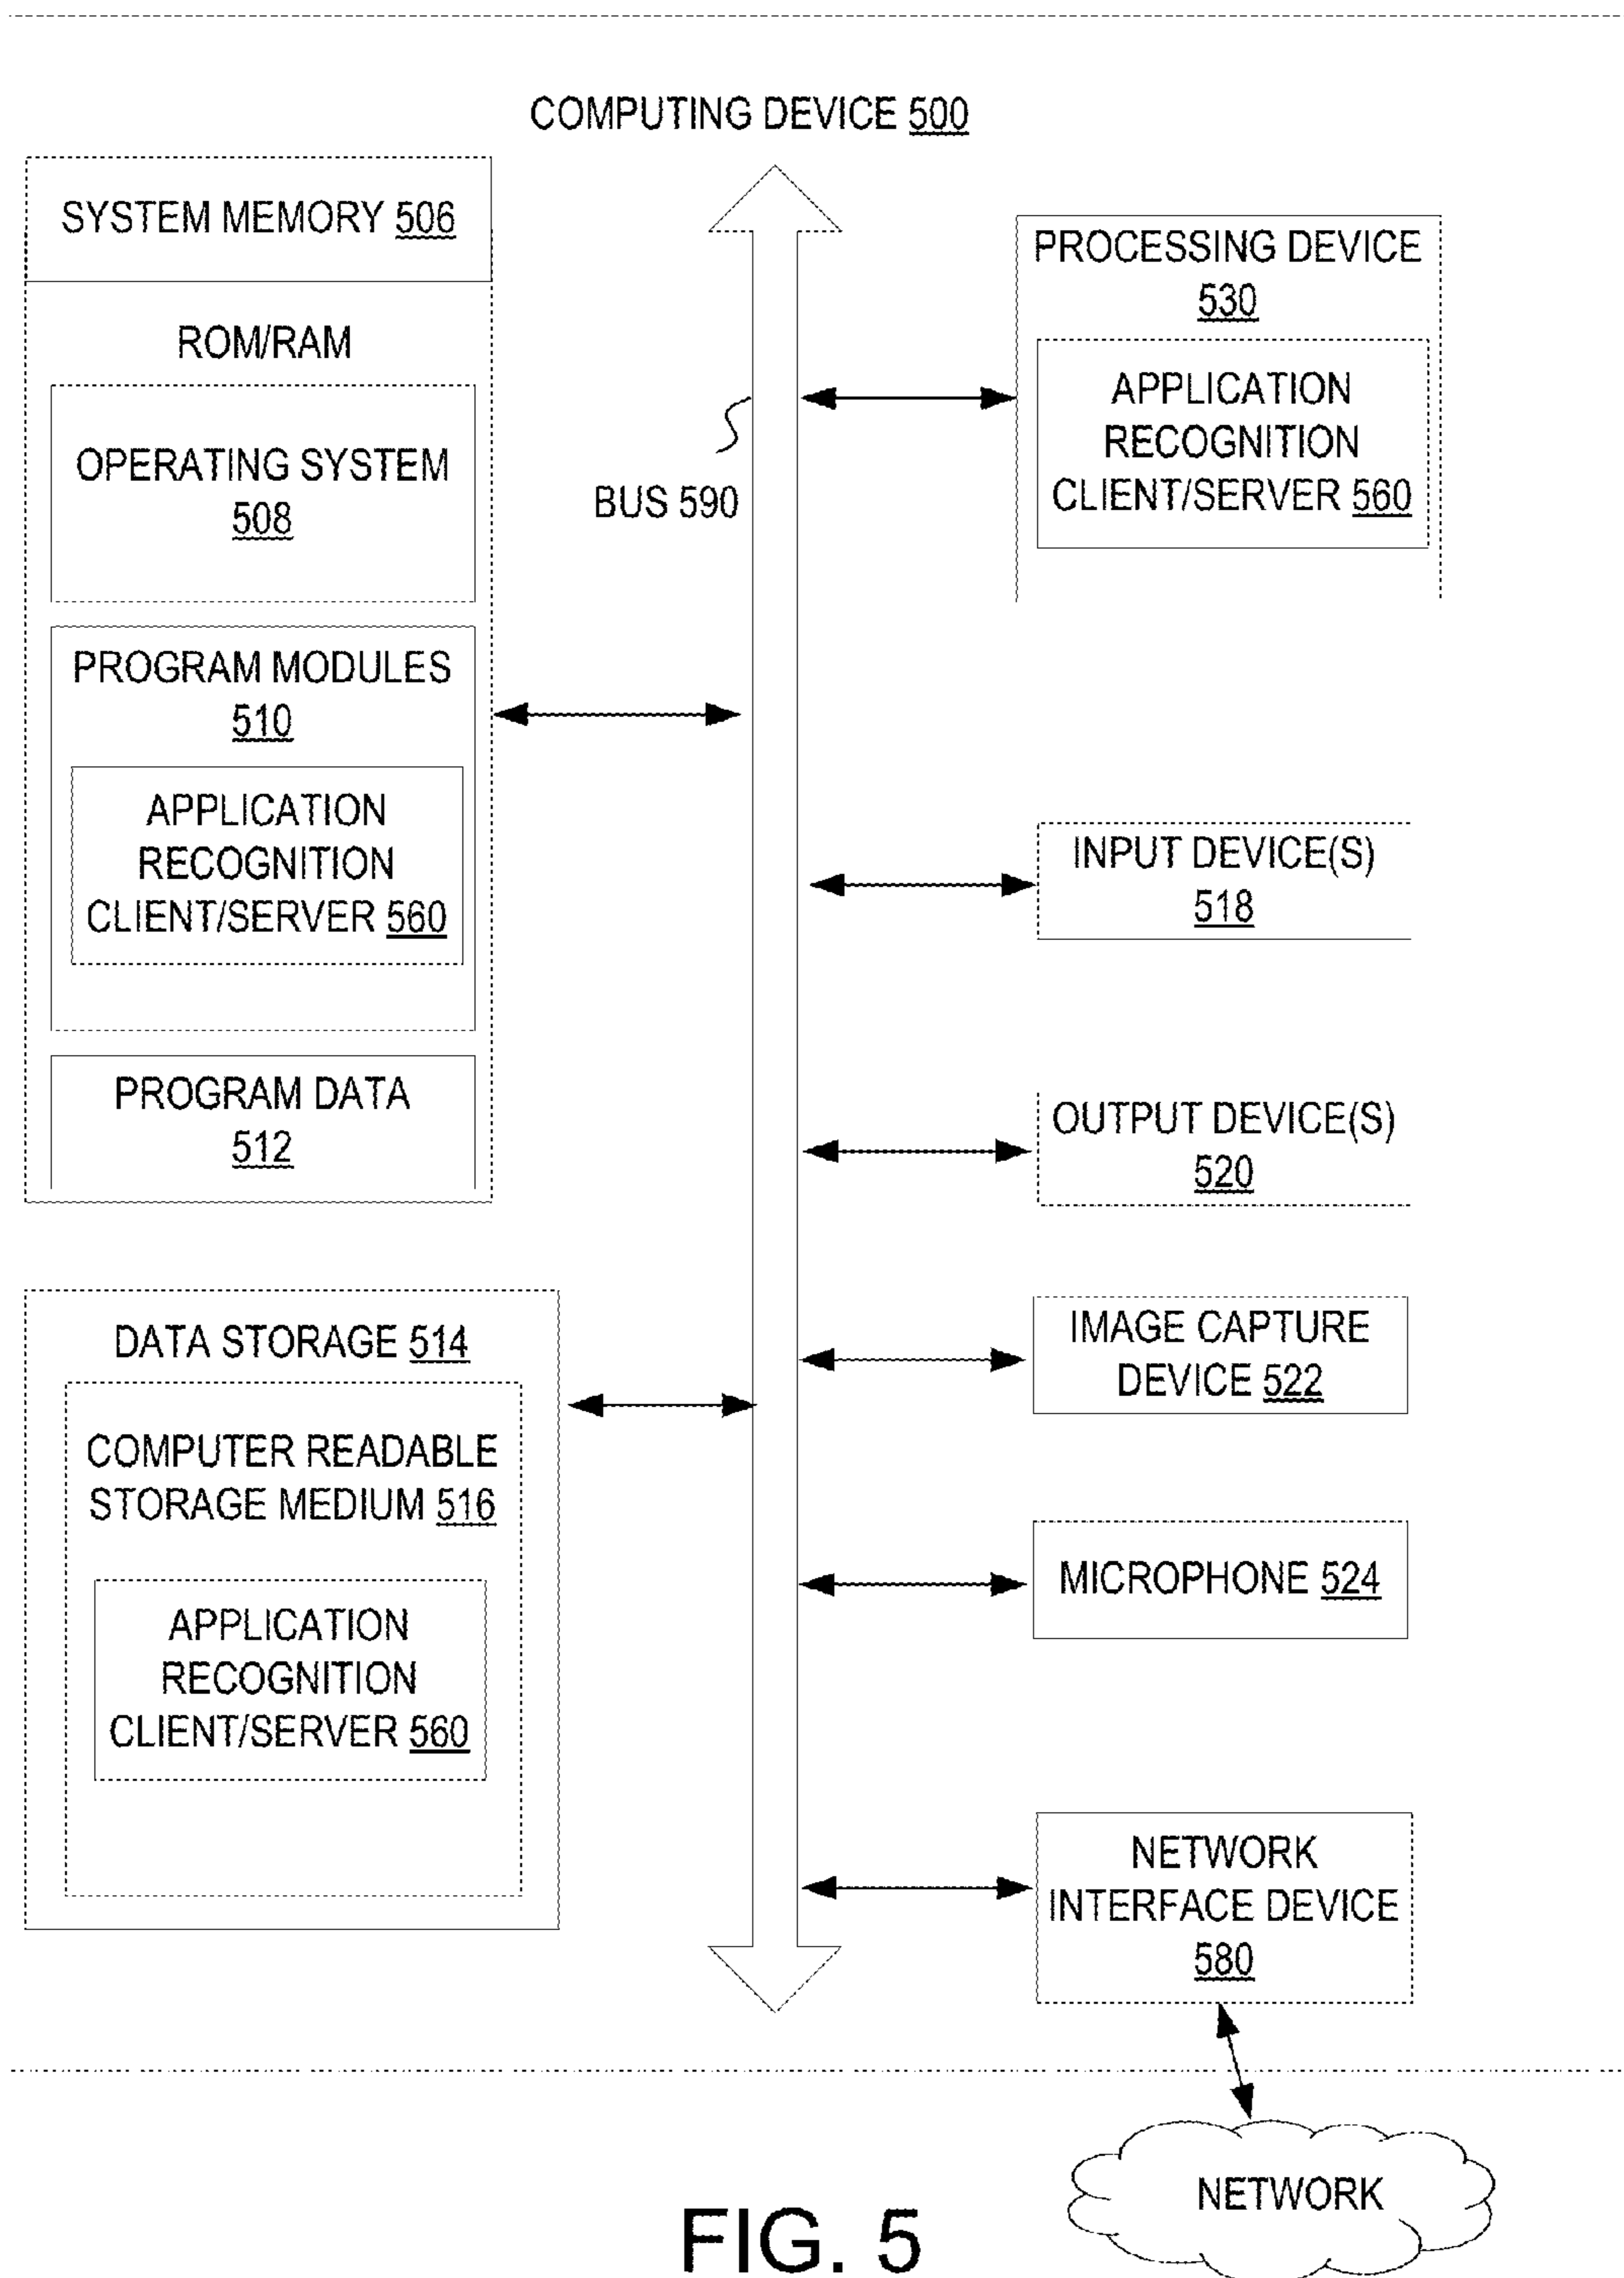 COMPUTING DEVICE 500
SYSTEM MEMORY 506
ROM/RAM
OPERATING SYSTEM
508
PROGRAM MODULES
510
APPLICATION
RECOGNITION
CLIENT/SERVER 560
PROGRAM DATA
512
DATA STORAGE 514
COMPUTER READABLE
STORAGE MEDIUM 516
APPLICATION
RECOGNITION
CLIENT/SERVER 560
BUS 590
PROCESSING DEVICE
530
APPLICATION
RECOGNITION
CLIENT/SERVER 560
INPUT DEVICE(S)
518
OUTPUT DEVICE(S)
520
IMAGE CAPTURE
DEVICE 522
MICROPHONE 524
NETWORK
INTERFACE DEVICE
580
NETWORK
FIG. 5